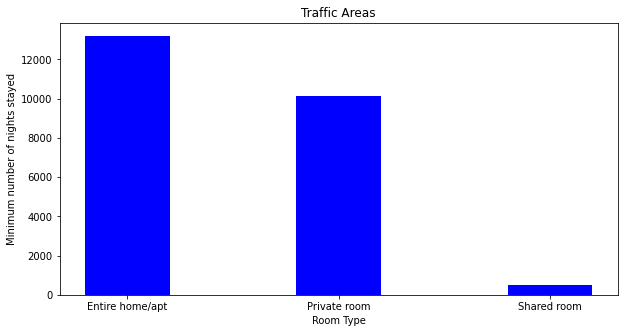 Traffic Areas
Minimum number of nights stayed
12000
10000
8000
6000
4000
2000
0
Entire home/apt
Private room
Shared room
Room Type